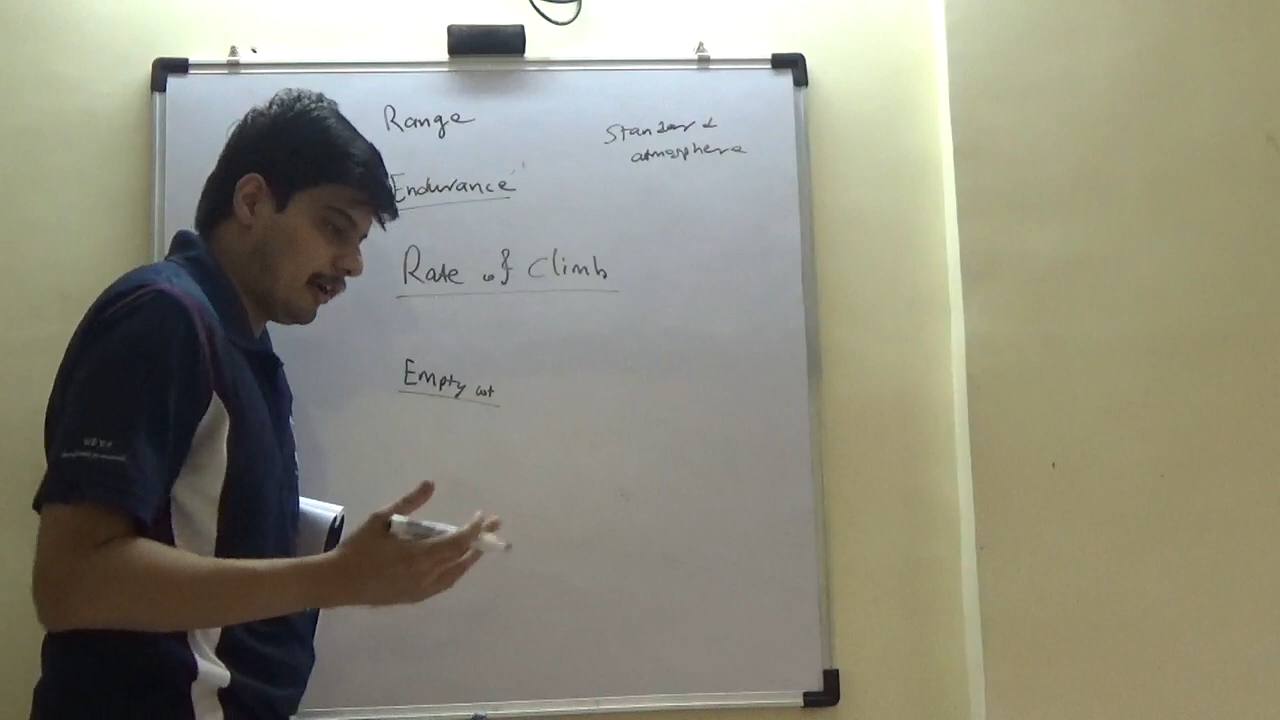 Range
Standard
atmosphere
Endurance
Rate of Climb
Empty wt